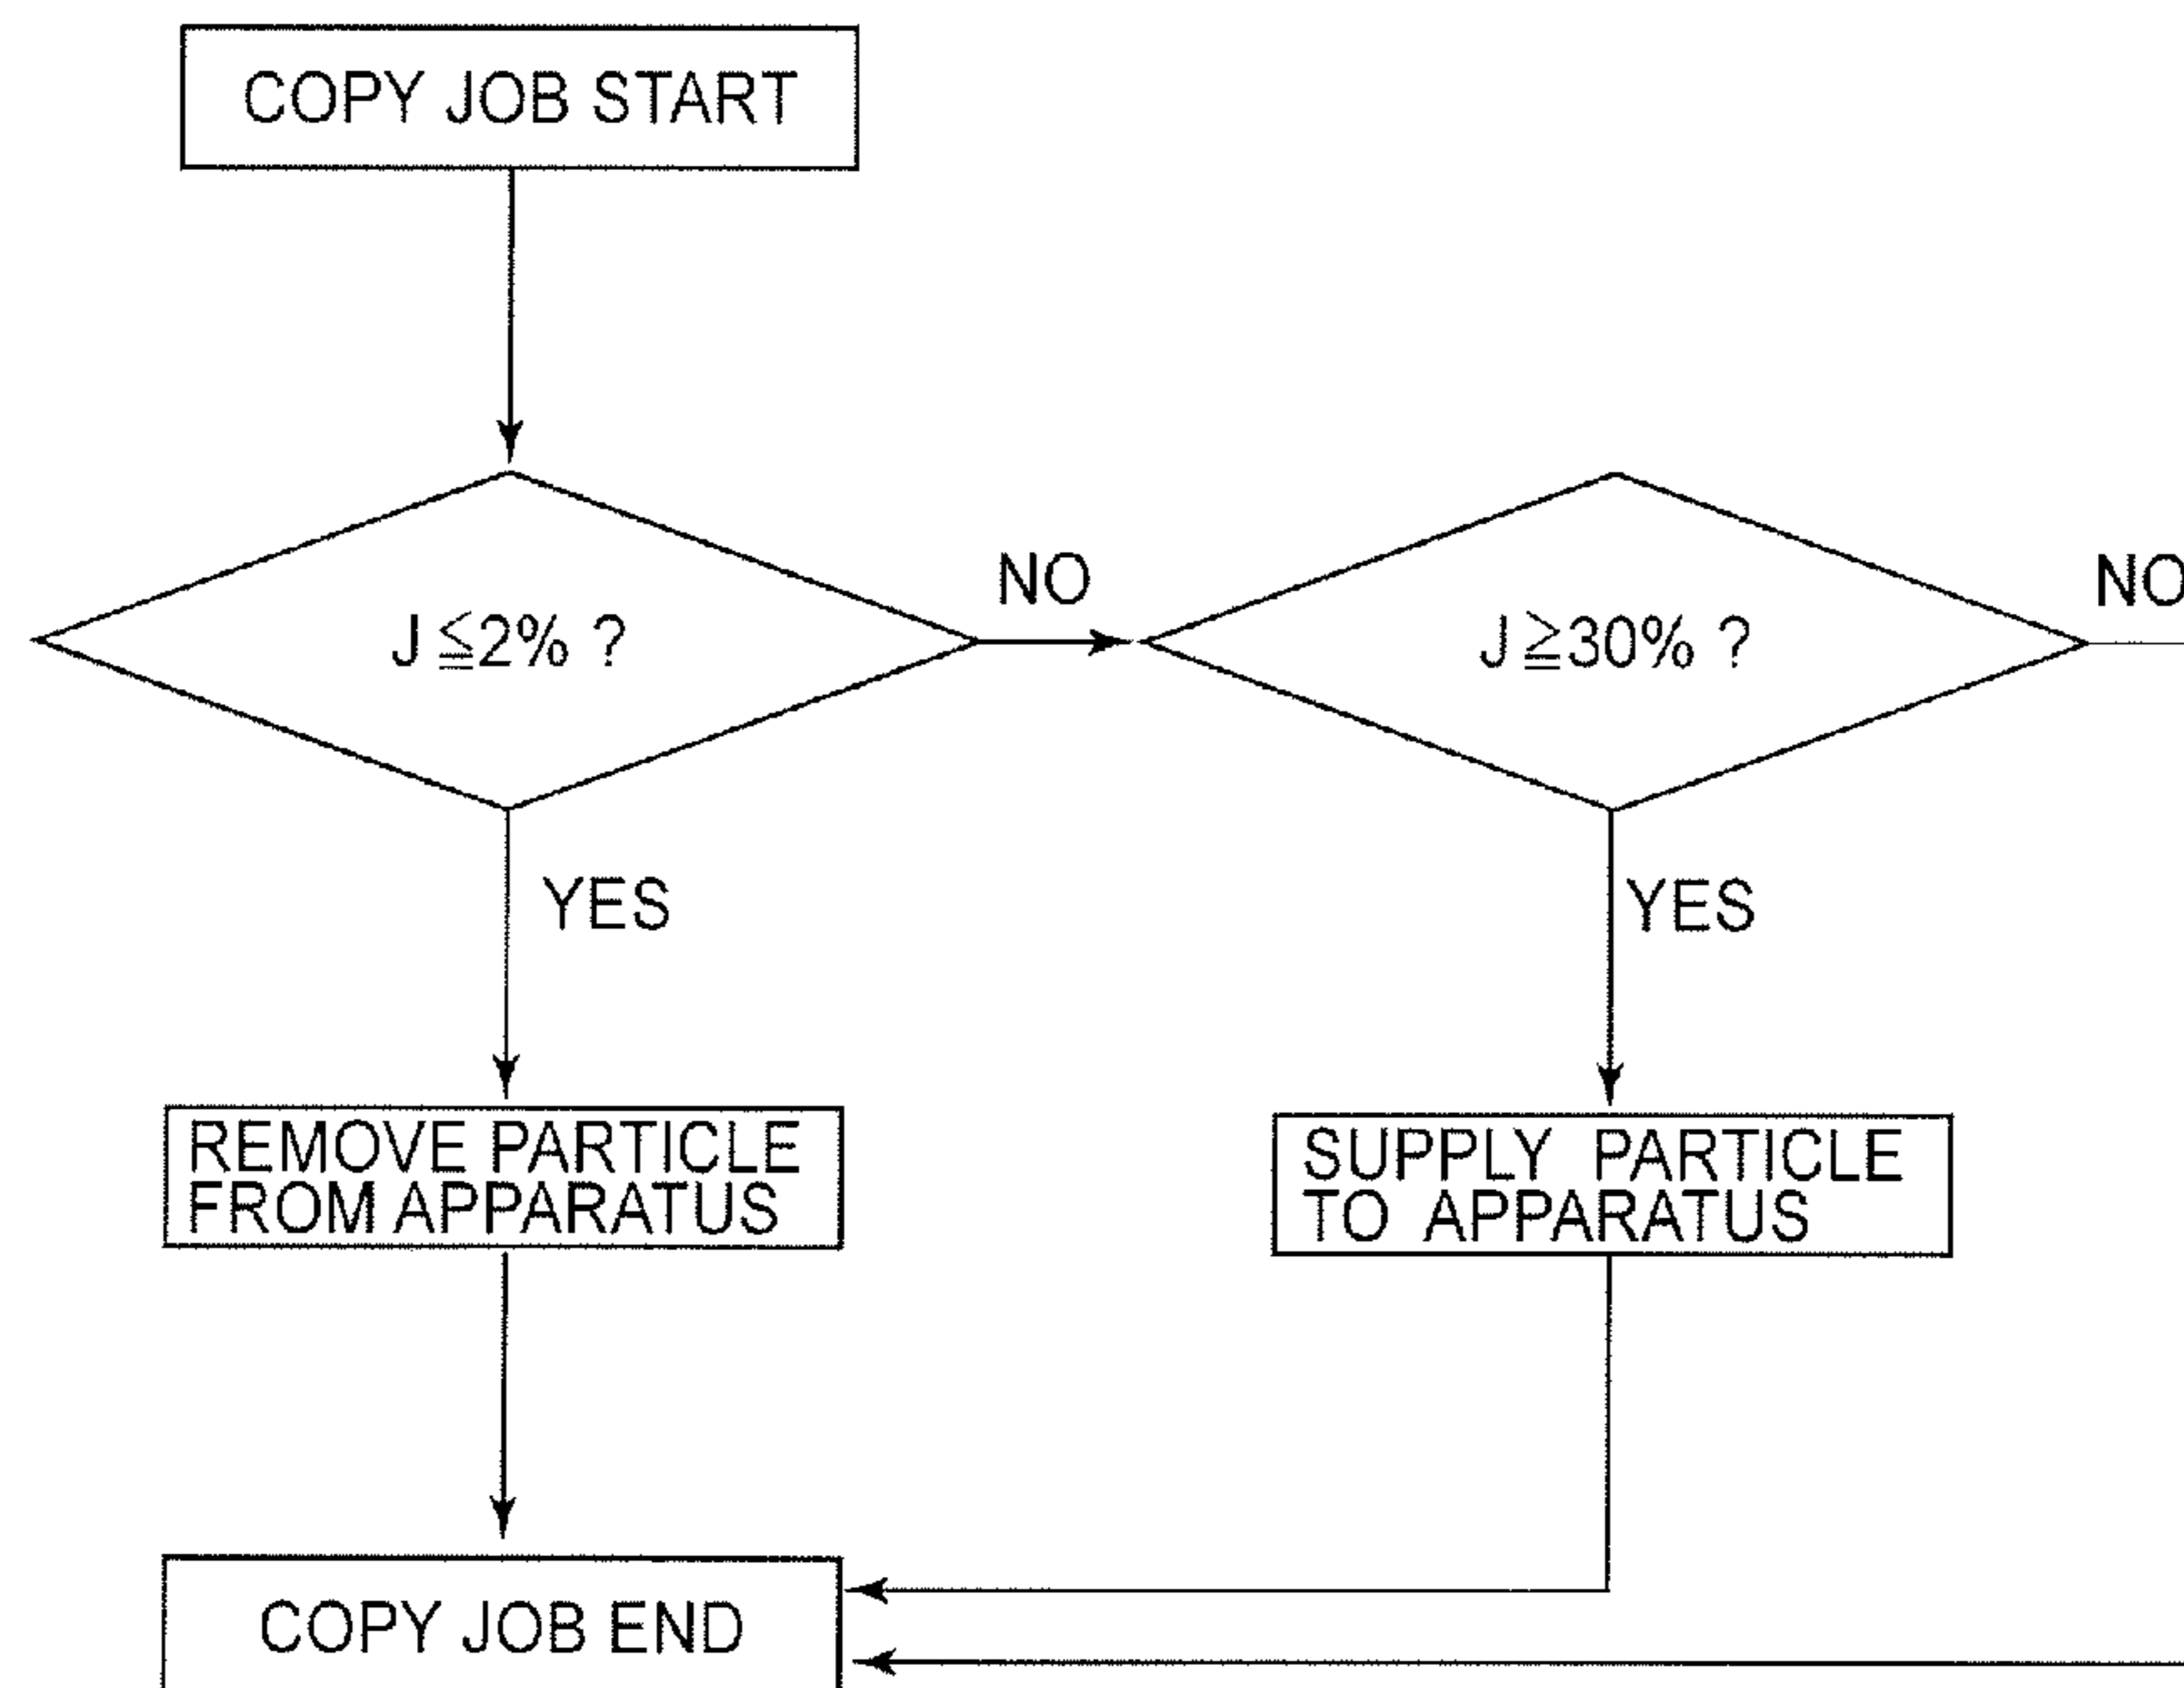 COPY JOB START
J ≦2% ?
NO
J ≧30% ?
NO
YES
YES
REMOVE PARTICLE
FROM APPARATUS
SUPPLY PARTICLE
TO APPARATUS
COPY JOB END